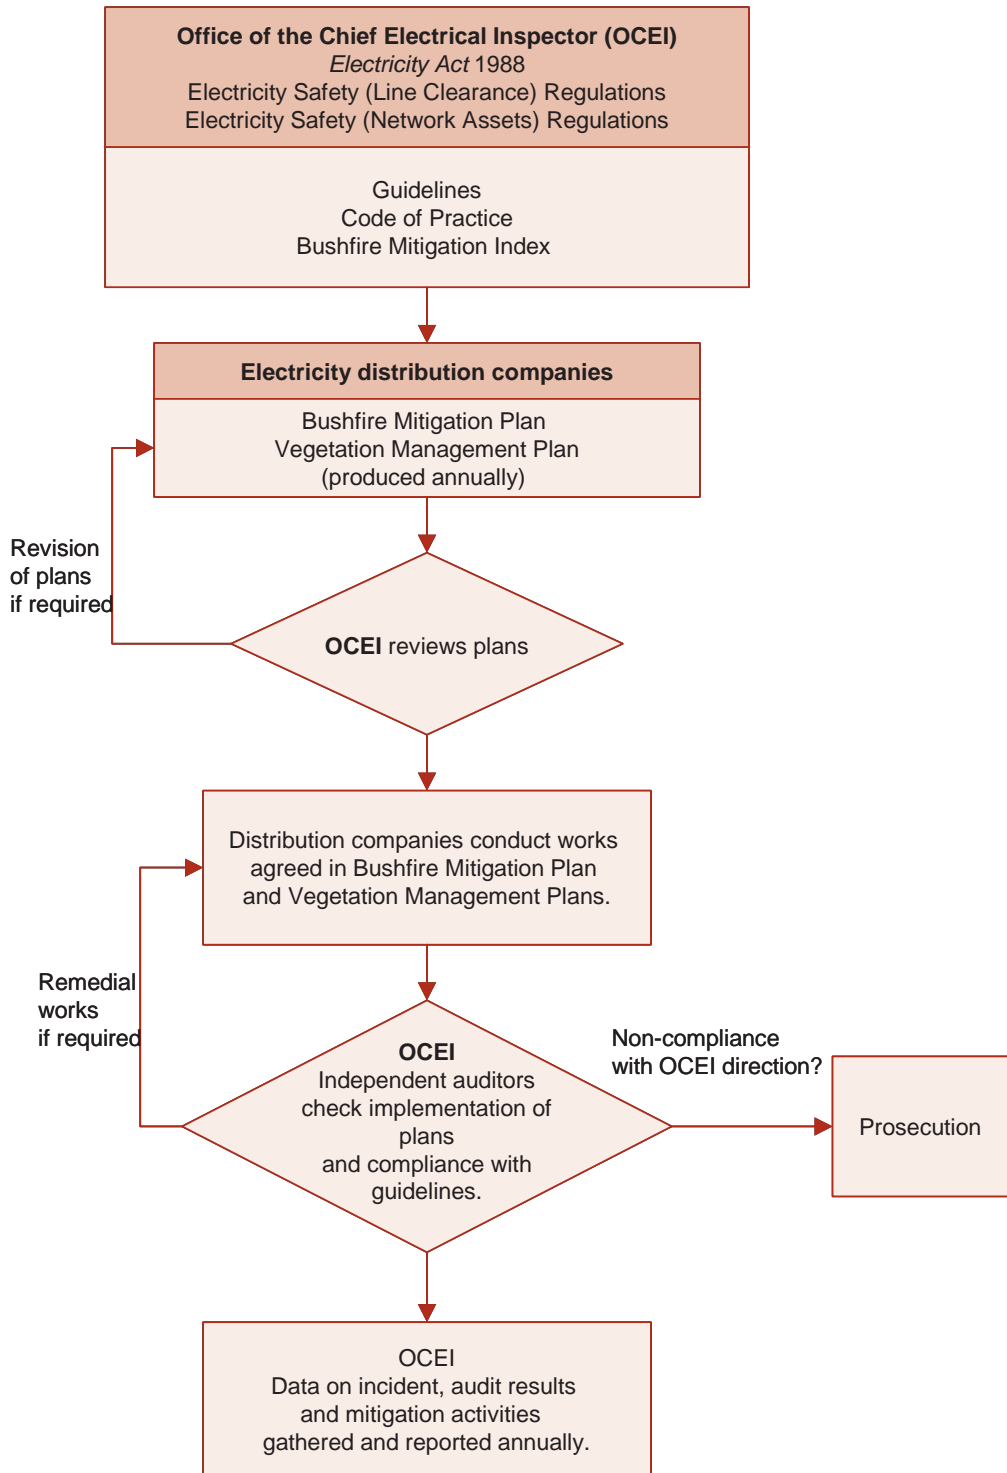 Office of the Chief Electrical Inspector (OCEI)
Electricity Act 1988
Electricity Safety (Line Clearance) Regulations
Electricity Safety (Network Assets) Regulations
Guidelines
Code of Practice
Bushfire Mitigation Index
Electricity distribution companies
Bushfire Mitigation Plan
Vegetation Management Plan
(produced annually)
Revision
of plans
if required
OCEI reviews plans
Distribution companies conduct works
agreed in Bushfire Mitigation Plan
and Vegetation Management Plans.
Remedial
works
if required
OCEI
Independent auditors
check implementation of
plans
and compliance with
guidelines.
Non-compliance
with OCEI direction?
Prosecution
OCEI
Data on incident, audit results
and mitigation activities
gathered and reported annually.